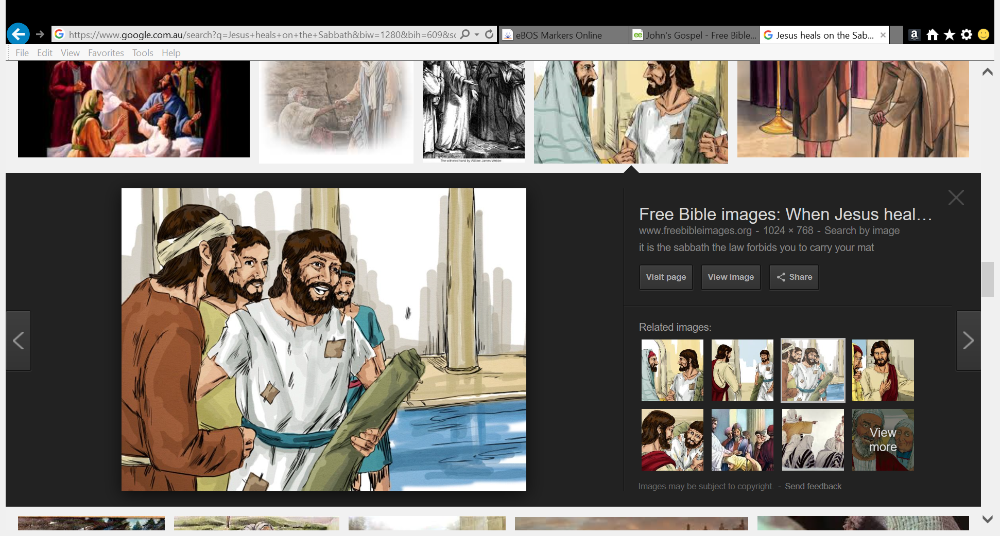 https://www.google.com.au/search?q=Jesus+heals+on+the+Sabbath&biw=1280&bih=609&sc
eBOS Markers Online
ee John's Gospel - Free Bible...
Jesus heals on the Sab...
File Edit View Favorites Tools Help
The withered hand by William James Webbe
Free Bible images: When Jesus heal...
www.freebibleimages.org - 1024 × 768 - Search by image
it is the sabbath the law forbids you to carry your mat
Visit page View image Share
Related images:
View
more
Images may be subject to copyright. - Send feedback